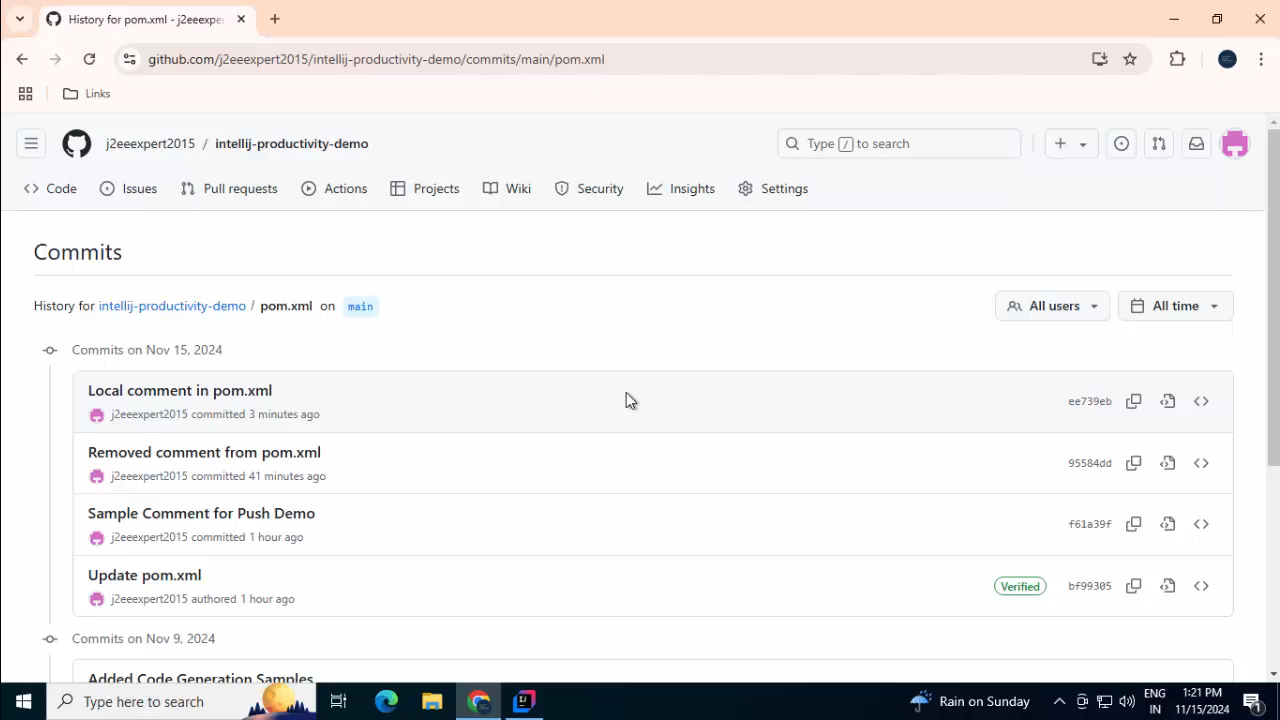 History for pom.xml - j2eeexpe
github.com/j2eeexpert2015/intellij-productivity-demo/commits/main/pom.xml
Links
j2eeexpert2015 / intellij-productivity-demo
Type / to search
Code Issues Pull requests Actions Projects Wiki Security Insights Settings
Commits
History for intellij-productivity-demo / pom.xml on main
All users All time
Commits on Nov 15, 2024
Local comment in pom.xml
j2eeexpert2015 committed 3 minutes ago
ee739eb
Removed comment from pom.xml
j2eeexpert2015 committed 41 minutes ago
95584dd
Sample Comment for Push Demo
j2eeexpert2015 committed 1 hour ago
f61a39f
Update pom.xml
j2eeexpert2015 authored 1 hour ago
Verified bf99305
Commits on Nov 9, 2024
Added Code Generation Samples
Type here to search
Rain on Sunday
ENG
IN
1:21 PM
11/15/2024
1